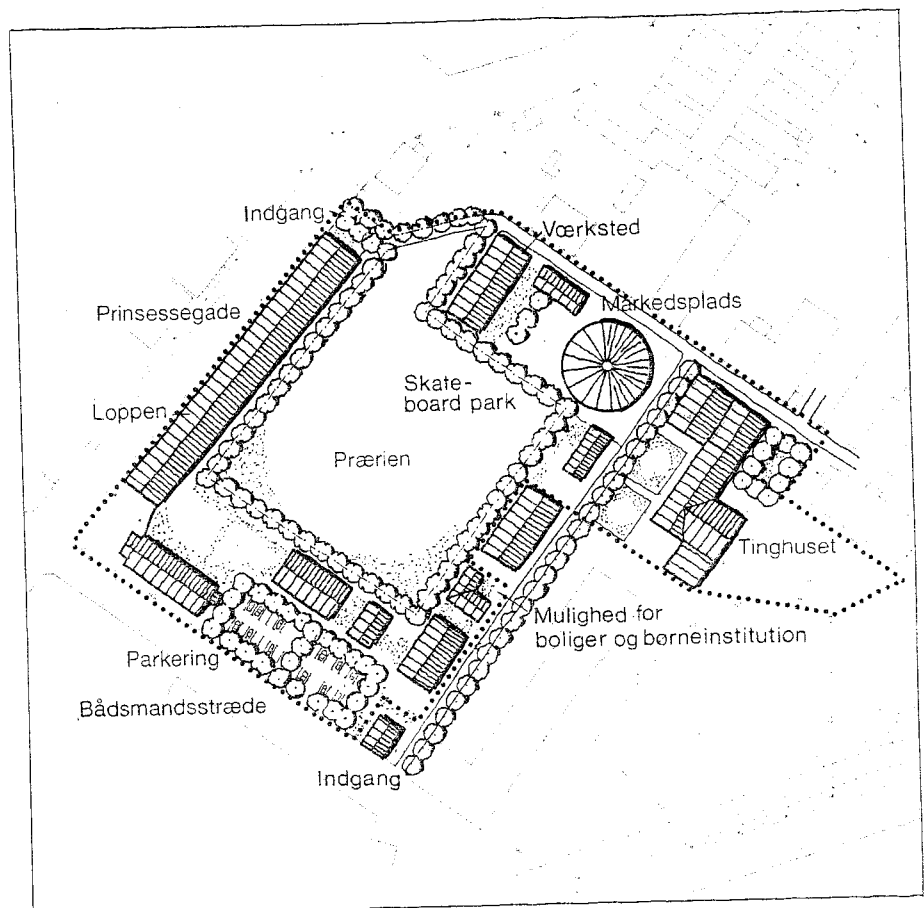 Indgang
Værksted
Prinsessegade
Markedsplads
Skate-
board park
Loppen
Prærien
Tinghuset
Mulighed for
boliger og børneinstitution
Parkering
Bådsmandsstræde
Indgang